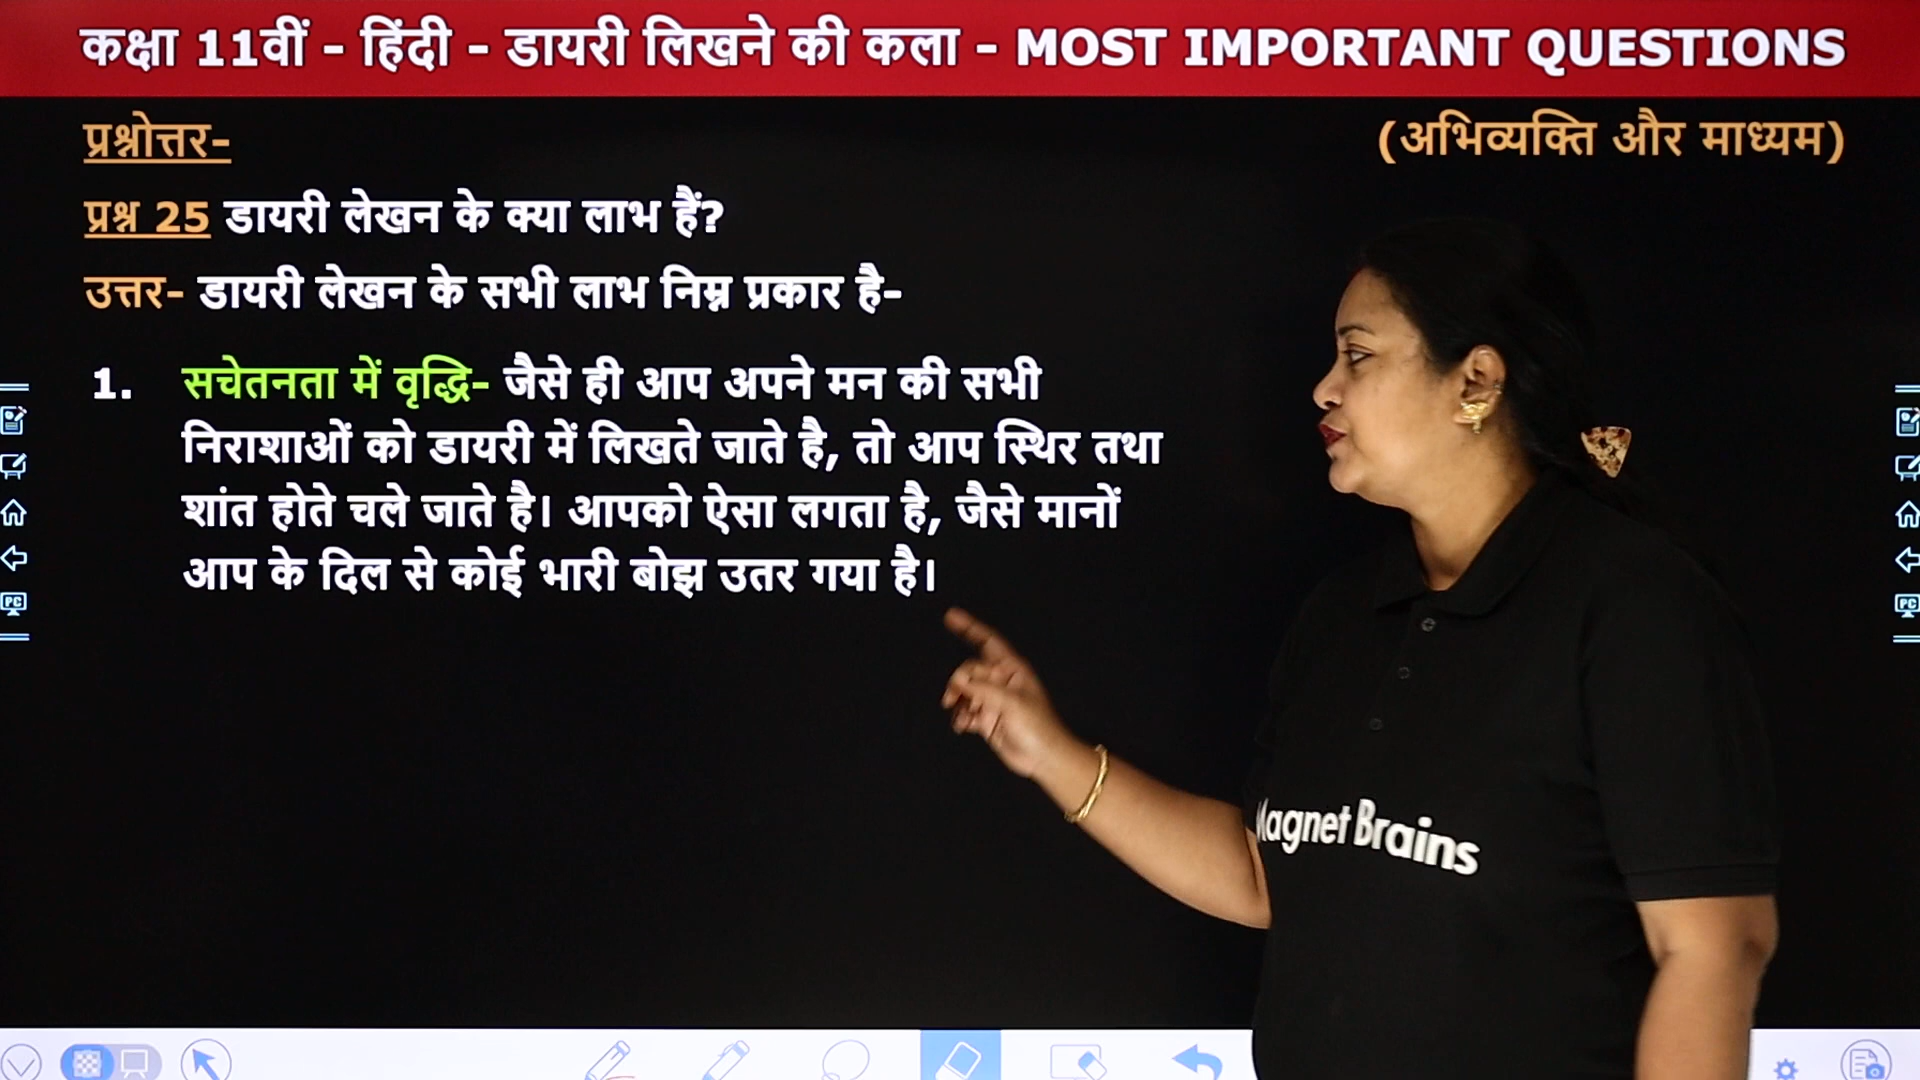 कक्षा 11वीं - हिंदी - डायरी लिखने की कला - MOST IMPORTANT QUESTIONS
प्रश्नोत्तर-
(अभिव्यक्ति और माध्यम)
प्रश्न 25 डायरी लेखन के क्या लाभ हैं?
उत्तर- डायरी लेखन के सभी लाभ निम्न प्रकार है-
1. सचेतनता में वृद्धि- जैसे ही आप अपने मन की सभी
निराशाओं को डायरी में लिखते जाते है, तो आप स्थिर तथा
शांत होते चले जाते है। आपको ऐसा लगता है, जैसे मानों
आप के दिल से कोई भारी बोझ उतर गया है।
Magnet Brains
PC
PC